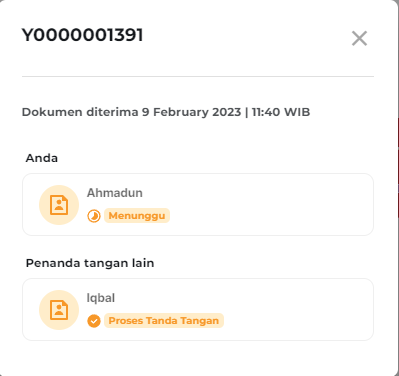 Y0000001391
Dokumen diterima 9 February 2023 | 11:40 WIB
Anda
Ahmadun
Menunggu
Penanda tangan lain
Iqbal
Proses Tanda Tangan